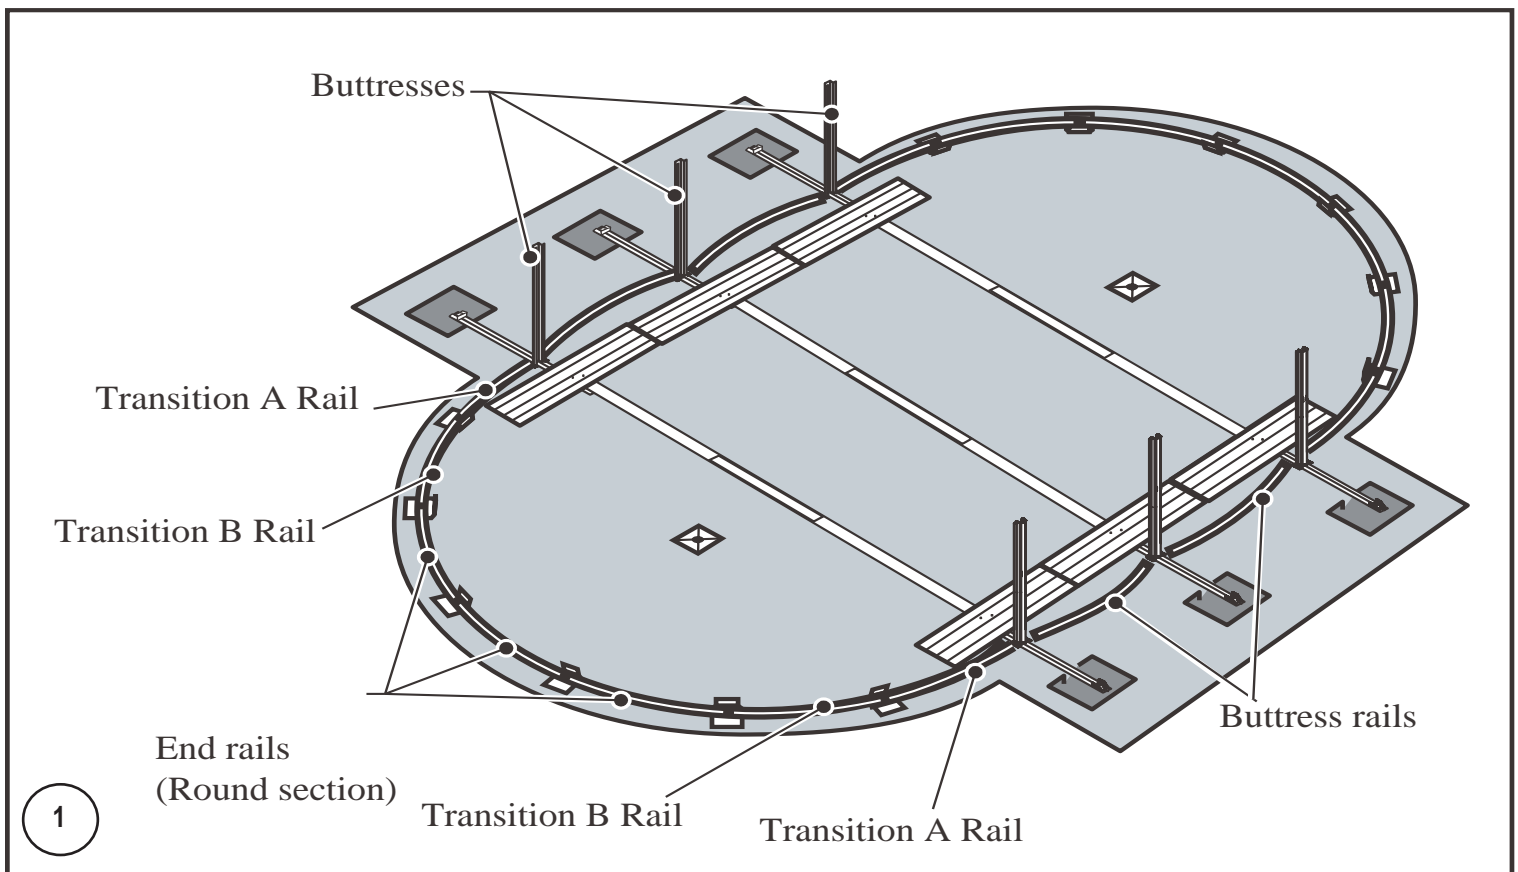 Buttresses
Transition A Rail
Transition B Rail
Buttress rails
End rails
(Round section)
Transition B Rail
Transition A Rail
1